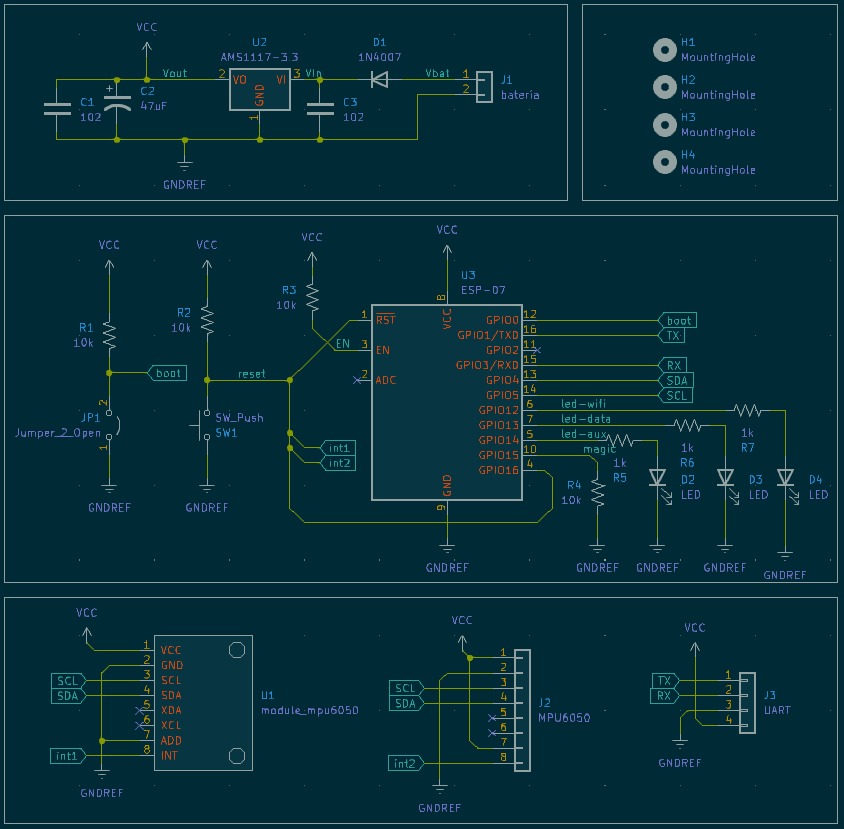 VCC
Vout
2
VO
U2
AMS1117-3.3
VI
3
Vin
GND
1
D1
1N4007
Vbat
1
2
J1
bateria
C1
102
+
C2
47uF
C3
102
GNDREF
H1
MountingHole
H2
MountingHole
H3
MountingHole
H4
MountingHole
VCC
R1
10k
boot
2
JP1
Jumper_2_Open
1
GNDREF
VCC
R2
10k
reset
SW_Push
SW1
GNDREF
VCC
R3
10k
EN
int1
int2
VCC
U3
ESP-07
8
VCC
1
RST
3
EN
2
ADC
GND
9
GNDREF
GPIO0
12
boot
GPIO1/TXD
16
TX
GPIO2
11
GPIO3/RXD
15
RX
GPIO4
13
SDA
GPIO5
14
SCL
GPIO12
6
led-wifi
GPIO13
7
led-data
GPIO14
5
led-aux
GPIO15
10
magic
GPIO16
4
R4
10k
GNDREF
1k
R5
D2
LED
GNDREF
1k
R6
D3
LED
GNDREF
1k
R7
D4
LED
GNDREF
VCC
1
VCC
2
GND
SCL
3
SCL
SDA
4
SDA
5
XDA
6
XCL
7
ADD
int1
8
INT
U1
module_mpu6050
GNDREF
VCC
1
2
SCL
3
SDA
4
5
6
7
int2
8
J2
MPU6050
GNDREF
VCC
TX
1
RX
2
3
4
J3
UART
GNDREF